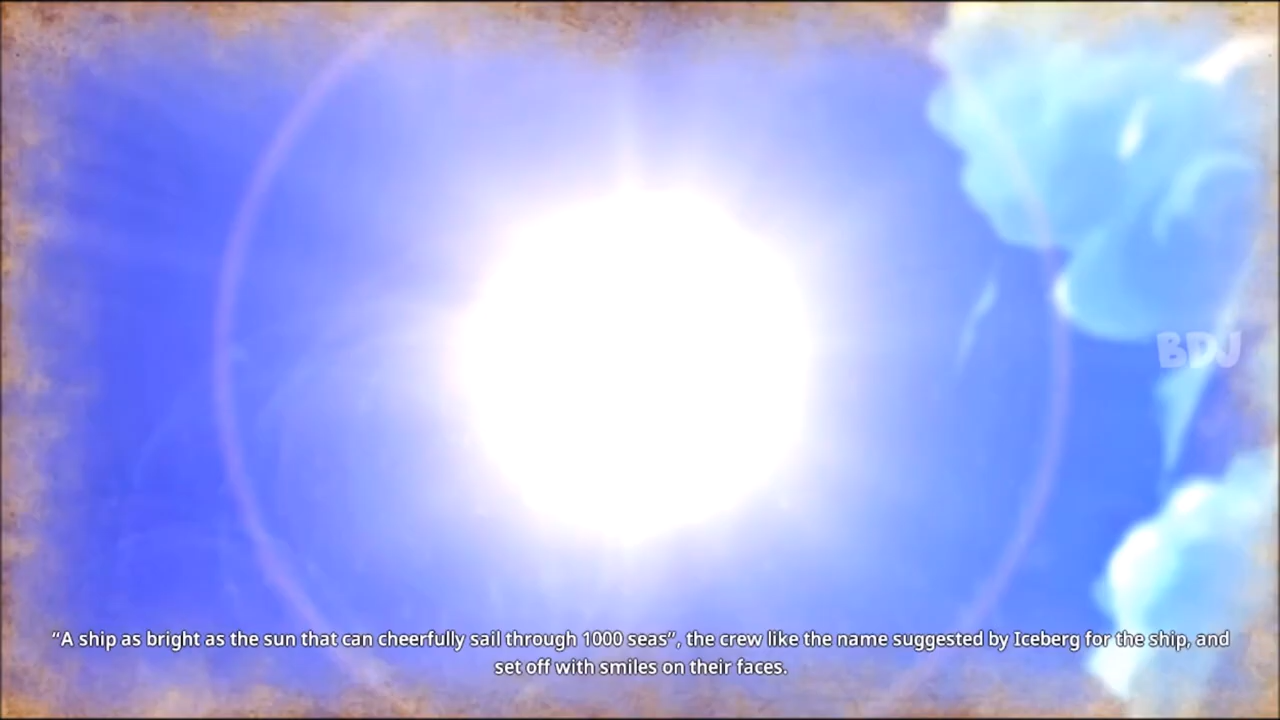 BDJ
“A ship as bright as the sun that can cheerfully sail through 1000 seas”, the crew like the name suggested by Iceberg for the ship, and
set off with smiles on their faces.